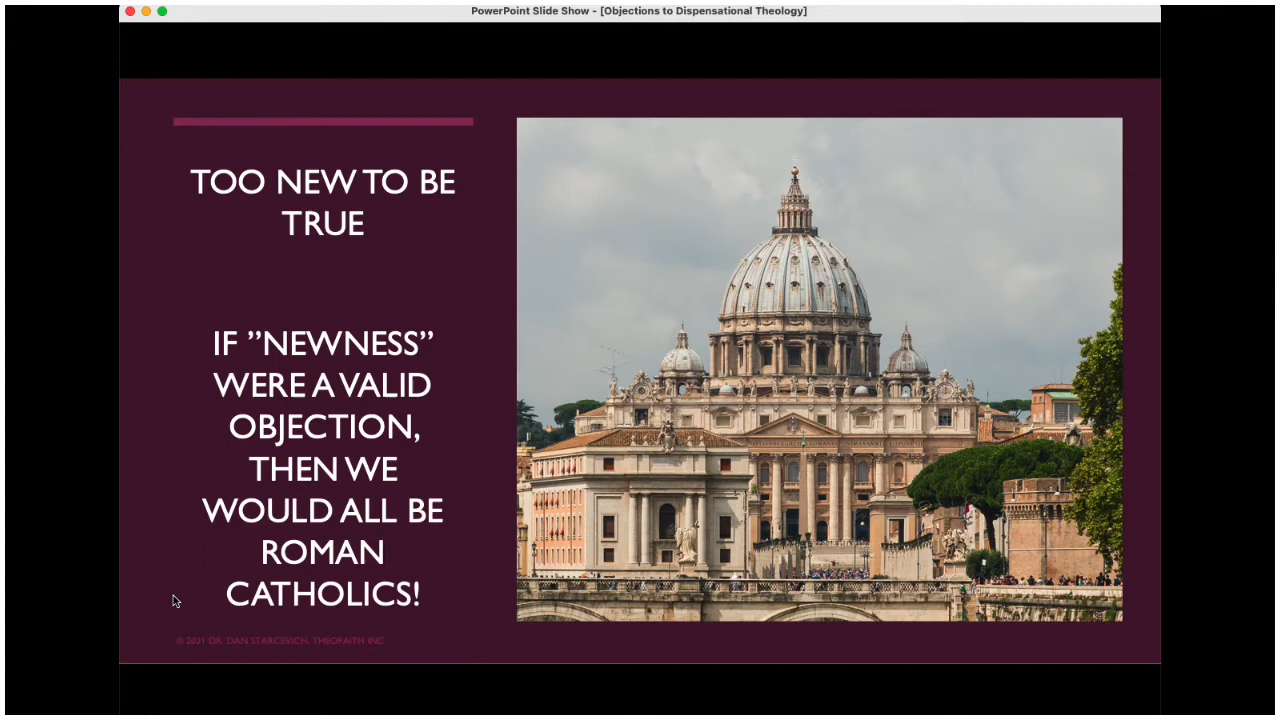 PowerPoint Slide Show - [Objections to Dispensational Theology]
TOO NEW TO BE
TRUE
IF ”NEWNESS”
WERE A VALID
OBJECTION,
THEN WE
WOULD ALL BE
ROMAN
CATHOLICS!
© 2021 DR. DAN STARCEVICH, THEOFAITH INC